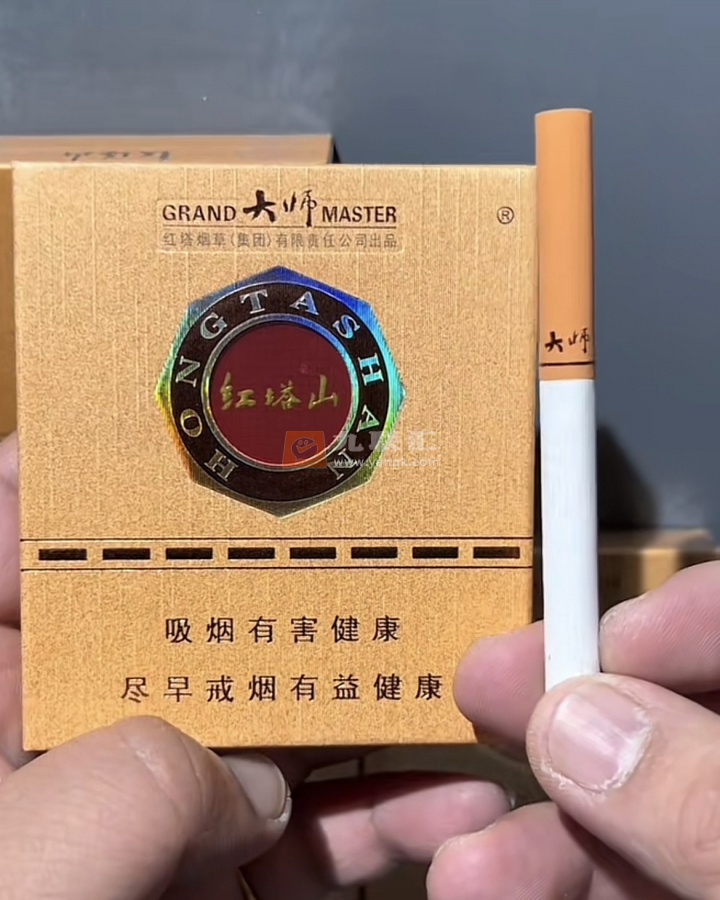 GRAND 大师 MASTER
®
红塔烟草(集团)有限责任公司出品
HONGTASHAN
红塔山
www.
吸烟有害健康
尽早戒烟有益健康
大师